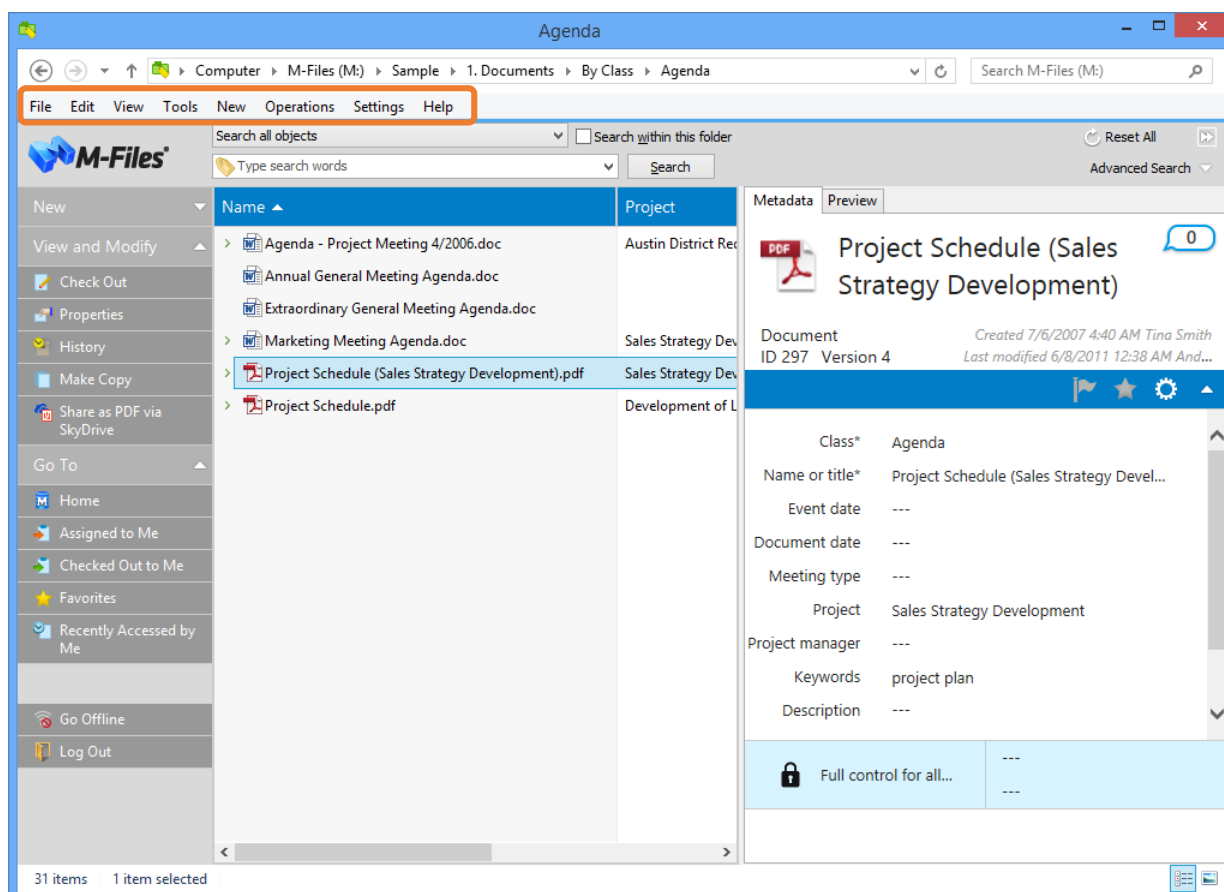 Agenda
Computer M-Files (M:) Sample 1. Documents By Class Agenda
Search M-Files (M:)
File Edit View Tools New Operations Settings Help
M-Files®
Search all objects
Search within this folder
Reset All
Type search words
Search
Advanced Search
New
View and Modify
Check Out
Properties
History
Make Copy
Share as PDF via
SkyDrive
Go To
Home
Assigned to Me
Checked Out to Me
Favorites
Recently Accessed by
Me
Go Offline
Log Out
Name Project
Agenda - Project Meeting 4/2006.doc Austin District Rec
Annual General Meeting Agenda.doc
Extraordinary General Meeting Agenda.doc
Marketing Meeting Agenda.doc Sales Strategy Dev
Project Schedule (Sales Strategy Development).pdf Sales Strategy Dev
Project Schedule.pdf Development of L
Metadata Preview
PDF
Project Schedule (Sales
Strategy Development)
0
Document
ID 297 Version 4
Created 7/6/2007 4:40 AM Tina Smith
Last modified 6/8/2011 12:38 AM And...
Class* Agenda
Name or title* Project Schedule (Sales Strategy Devel...
Event date ---
Document date ---
Meeting type ---
Project Sales Strategy Development
Project manager ---
Keywords project plan
Description ---
Full control for all...
---
---
31 items 1 item selected